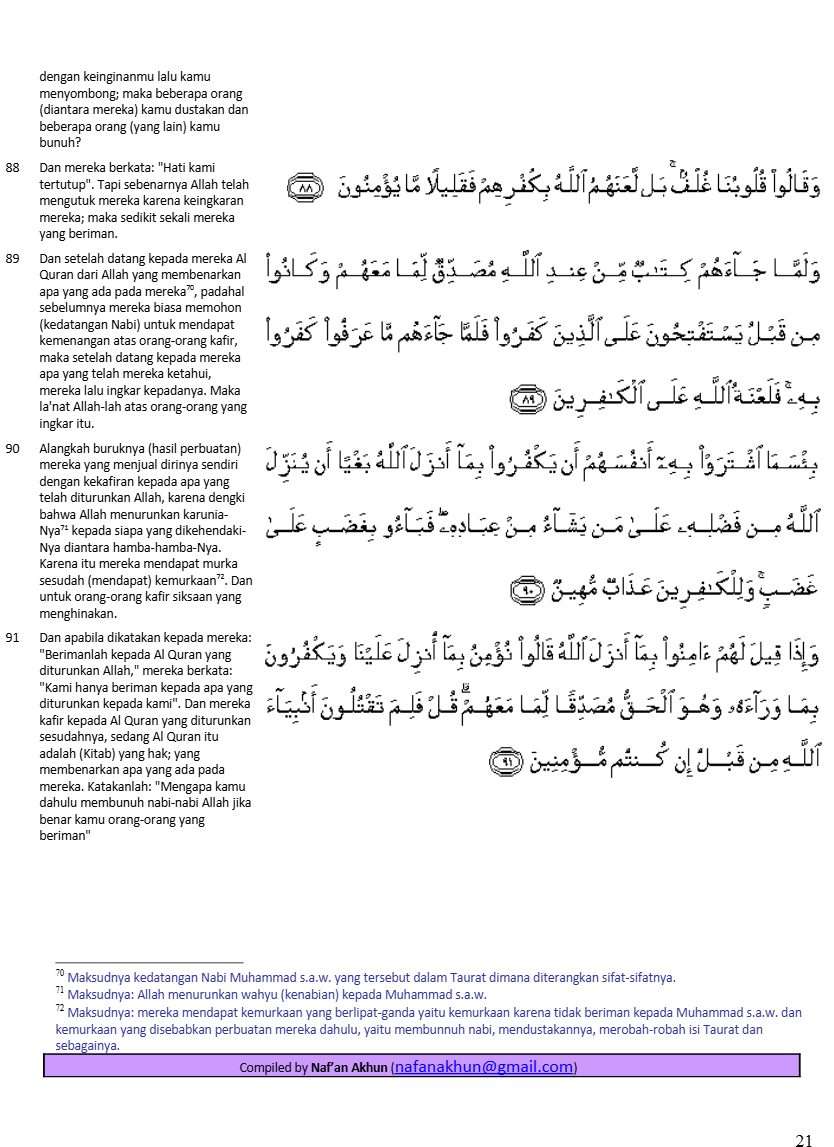 dengan keinginanmu lalu kamu
menyombong; maka beberapa orang
(diantara mereka) kamu dustakan dan
beberapa orang (yang lain) kamu
bunuh?
88 Dan mereka berkata: "Hati kami
tertutup". Tapi sebenarnya Allah telah
mengutuk mereka karena keingkaran
mereka; maka sedikit sekali mereka
yang beriman.
وَقَالُوا۟ قُلُوبُنَا غُلْفٌۢ ۚ بَل لَّعَنَهُمُ ٱللَّهُ بِكُفْرِهِمْ فَقَلِيلًا مَّا يُؤْمِنُونَ ٨٨
89 Dan setelah datang kepada mereka Al
Quran dari Allah yang membenarkan
apa yang ada pada mereka⁷⁰, padahal
sebelumnya mereka biasa memohon
(kedatangan Nabi) untuk mendapat
kemenangan atas orang-orang kafir,
maka setelah datang kepada mereka
apa yang telah mereka ketahui,
mereka lalu ingkar kepadanya. Maka
la'nat Allah-lah atas orang-orang yang
ingkar itu.
وَلَمَّا جَآءَهُمْ كِتَٰبٌ مِّنْ عِندِ ٱللَّهِ مُصَدِّقٌ لِّمَا مَعَهُمْ وَكَانُوا۟
مِن قَبْلُ يَسْتَفْتِحُونَ عَلَى ٱلَّذِينَ كَفَرُوا۟ فَلَمَّا جَآءَهُم مَّا عَرَفُوا۟ كَفَرُوا۟
بِهِۦ ۚ فَلَعْنَةُ ٱللَّهِ عَلَى ٱلْكَٰفِرِينَ ٨٩
90 Alangkah buruknya (hasil perbuatan)
mereka yang menjual dirinya sendiri
dengan kekafiran kepada apa yang
telah diturunkan Allah, karena dengki
bahwa Allah menurunkan karunia-
Nya⁷¹ kepada siapa yang dikehendaki-
Nya diantara hamba-hamba-Nya.
Karena itu mereka mendapat murka
sesudah (mendapat) kemurkaan⁷². Dan
untuk orang-orang kafir siksaan yang
menghinakan.
بِئْسَمَا ٱشْتَرَوْا۟ بِهِۦٓ أَنفُسَهُمْ أَن يَكْفُرُوا۟ بِمَآ أَنزَلَ ٱللَّهُ بَغْيًا أَن يُنَزِّلَ
ٱللَّهُ مِن فَضْلِهِۦ عَلَىٰ مَن يَشَآءُ مِنْ عِبَادِهِۦ ۖ فَبَآءُو بِغَضَبٍ عَلَىٰ
غَضَبٍ ۚ وَلِلْكَٰفِرِينَ عَذَابٌ مُّهِينٌ ٩٠
91 Dan apabila dikatakan kepada mereka:
"Berimanlah kepada Al Quran yang
diturunkan Allah," mereka berkata:
"Kami hanya beriman kepada apa yang
diturunkan kepada kami". Dan mereka
kafir kepada Al Quran yang diturunkan
sesudahnya, sedang Al Quran itu
adalah (Kitab) yang hak; yang
membenarkan apa yang ada pada
mereka. Katakanlah: "Mengapa kamu
dahulu membunuh nabi-nabi Allah jika
benar kamu orang-orang yang
beriman"
وَإِذَا قِيلَ لَهُمْ ءَامِنُوا۟ بِمَآ أَنزَلَ ٱللَّهُ قَالُوا۟ نُؤْمِنُ بِمَآ أُنزِلَ عَلَيْنَا وَيَكْفُرُونَ
بِمَا وَرَآءَهُۥ وَهُوَ ٱلْحَقُّ مُصَدِّقًا لِّمَا مَعَهُمْ ۗ قُلْ فَلِمَ تَقْتُلُونَ أَنۢبِيَآءَ
ٱللَّهِ مِن قَبْلُ إِن كُنتُم مُّؤْمِنِينَ ٩١
⁷⁰ Maksudnya kedatangan Nabi Muhammad s.a.w. yang tersebut dalam Taurat dimana diterangkan sifat-sifatnya.
⁷¹ Maksudnya: Allah menurunkan wahyu (kenabian) kepada Muhammad s.a.w.
⁷² Maksudnya: mereka mendapat kemurkaan yang berlipat-ganda yaitu kemurkaan karena tidak beriman kepada Muhammad s.a.w. dan
kemurkaan yang disebabkan perbuatan mereka dahulu, yaitu membunnuh nabi, mendustakannya, merobah-robah isi Taurat dan
sebagainya.
Compiled by Naf’an Akhun (nafanakhun@gmail.com)
21